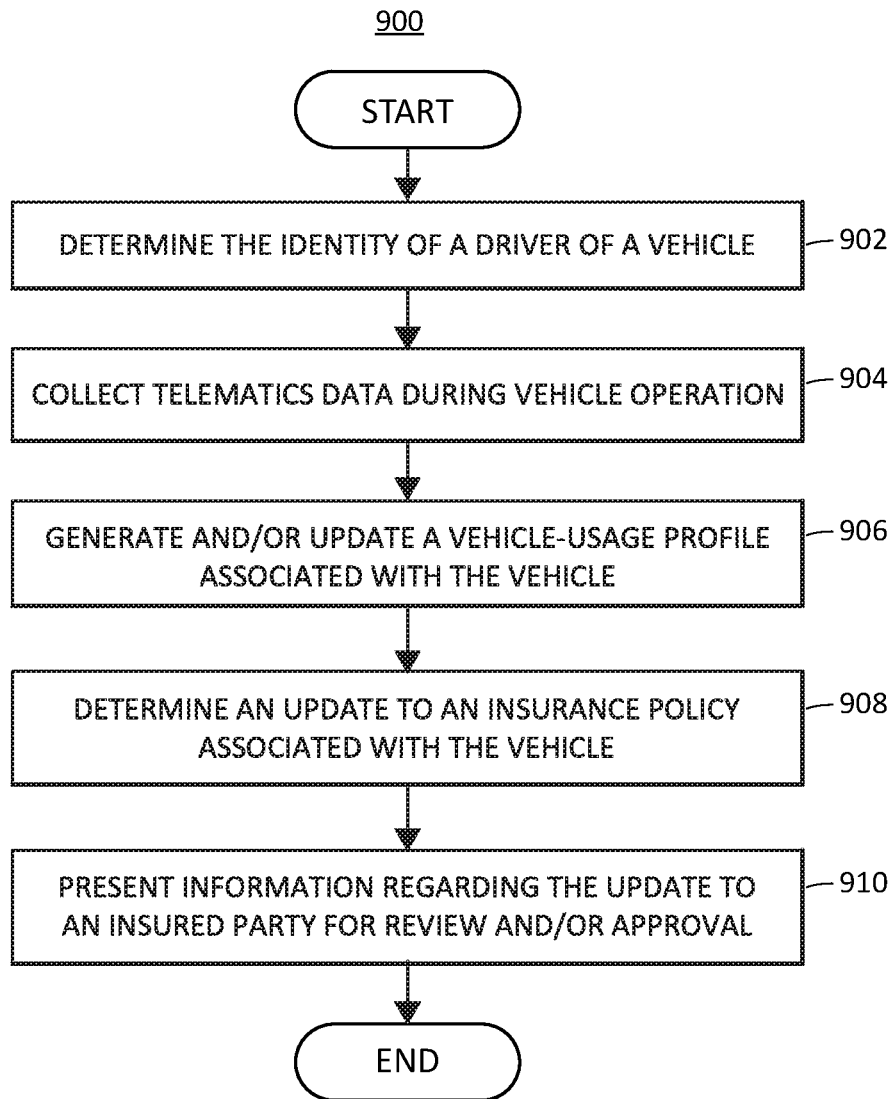 900
START
DETERMINE THE IDENTITY OF A DRIVER OF A VEHICLE
902
COLLECT TELEMATICS DATA DURING VEHICLE OPERATION
904
GENERATE AND/OR UPDATE A VEHICLE-USAGE PROFILE
ASSOCIATED WITH THE VEHICLE
906
DETERMINE AN UPDATE TO AN INSURANCE POLICY
ASSOCIATED WITH THE VEHICLE
908
PRESENT INFORMATION REGARDING THE UPDATE TO
AN INSURED PARTY FOR REVIEW AND/OR APPROVAL
910
END